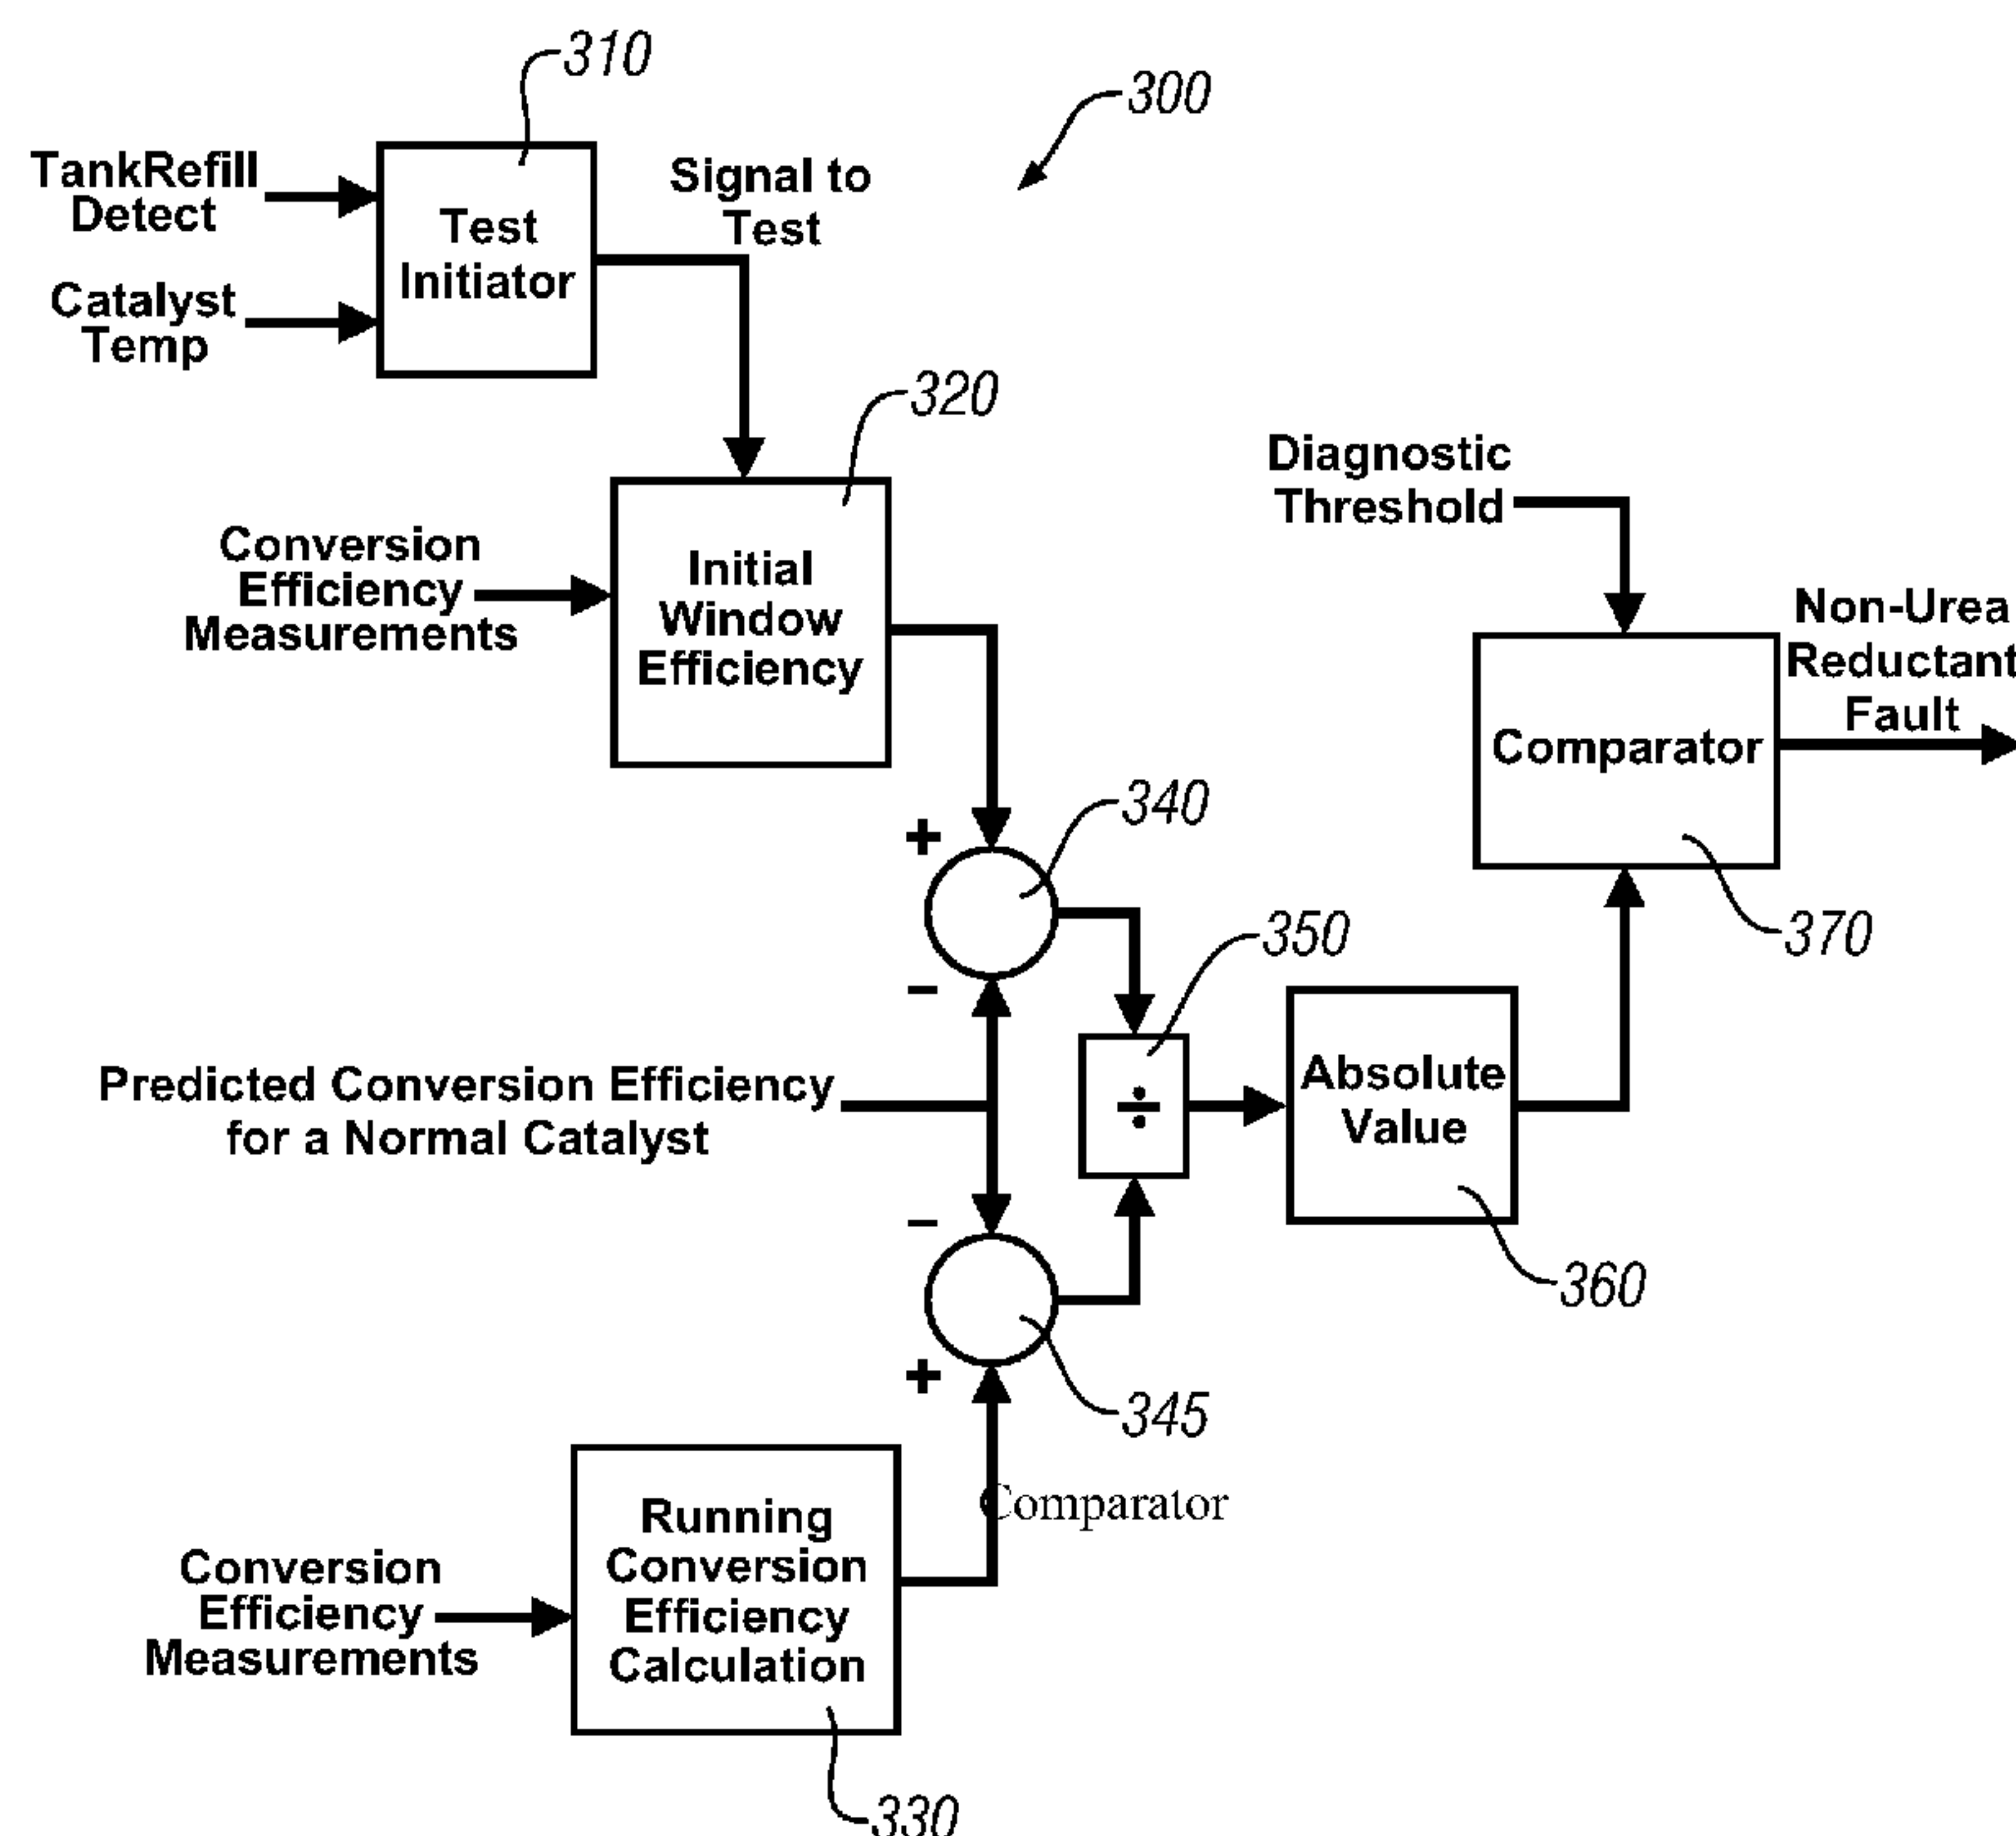 310
300
TankRefill
Detect
Signal to
Test
Test
Initiator
Catalyst
Temp
320
Diagnostic
Threshold
Conversion
Efficiency
Measurements
Initial
Window
Efficiency
Non-Urea
Reductant
Fault
Comparator
340
350
370
+
−
Predicted Conversion Efficiency
for a Normal Catalyst
÷
Absolute
Value
−
+
360
345
Comparator
Running
Conversion
Efficiency
Calculation
Conversion
Efficiency
Measurements
330